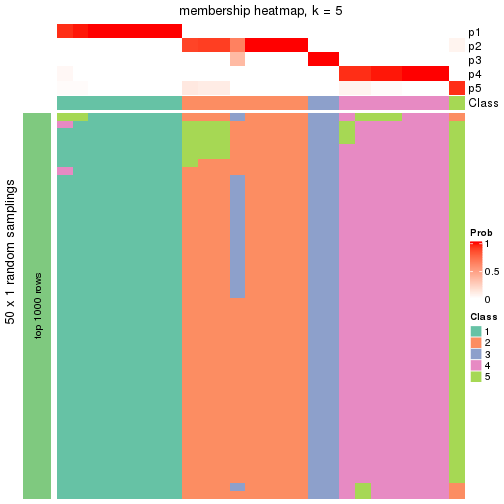 membership heatmap, k = 5
p1
p2
p3
p4
p5
Class
50 x 1 random samplings
top 1000 rows
Prob
1
0.5
0
Class
1
2
3
4
5